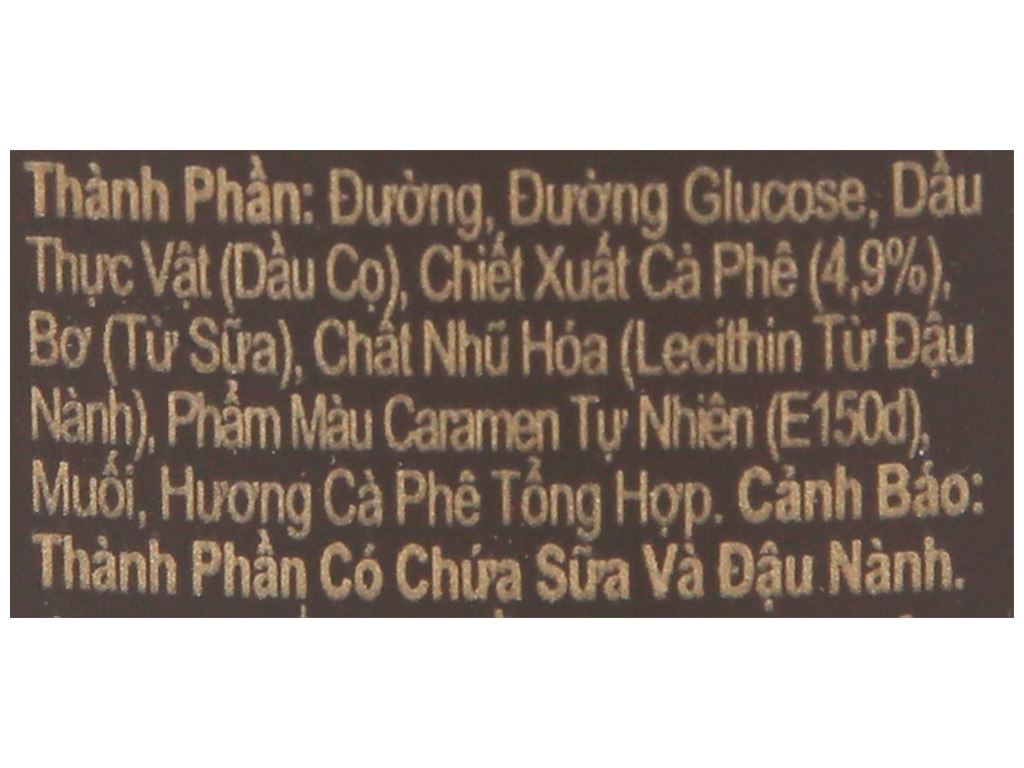 Thành Phần: Đường, Đường Glucose, Dầu
Thực Vật (Dầu Cọ), Chiết Xuất Cà Phê (4,9%),
Bơ (Từ Sữa), Chất Nhũ Hóa (Lecithin Từ Đậu
Nành), Phẩm Màu Caramen Tự Nhiên (E150d),
Muối, Hương Cà Phê Tổng Hợp. Cảnh Báo:
Thành Phần Có Chứa Sữa Và Đậu Nành.